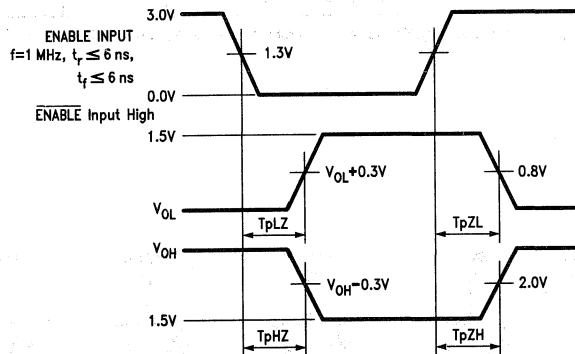 3.0V
ENABLE INPUT
f=1 MHz, tr ≤ 6 ns,
tf ≤ 6 ns
1.3V
0.0V
ENABLE Input High
1.5V
VOL+0.3V
0.8V
VOL
TpLZ
TpZL
VOH
VOH−0.3V
2.0V
1.5V
TpHZ
TpZH